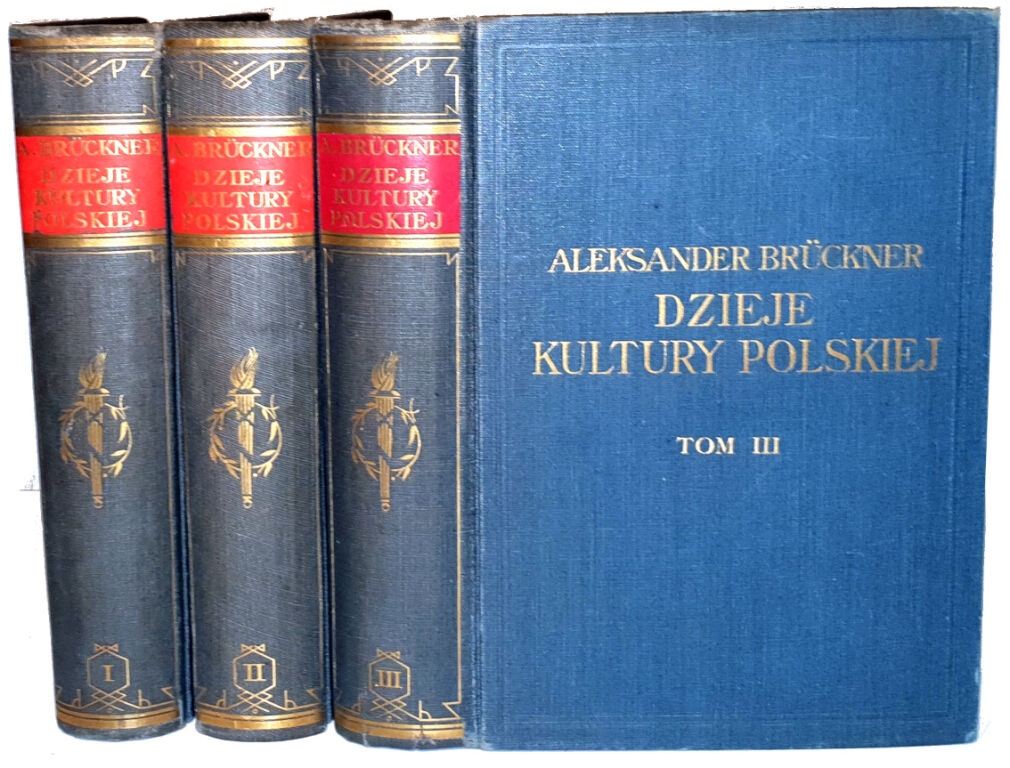 A. BRÜCKNER
DZIEJE
KULTURY
POLSKIEJ
I
A. BRÜCKNER
DZIEJE
KULTURY
POLSKIEJ
II
A. BRÜCKNER
DZIEJE
KULTURY
POLSKIEJ
III
ALEKSANDER BRÜCKNER
DZIEJE
KULTURY POLSKIEJ
TOM III